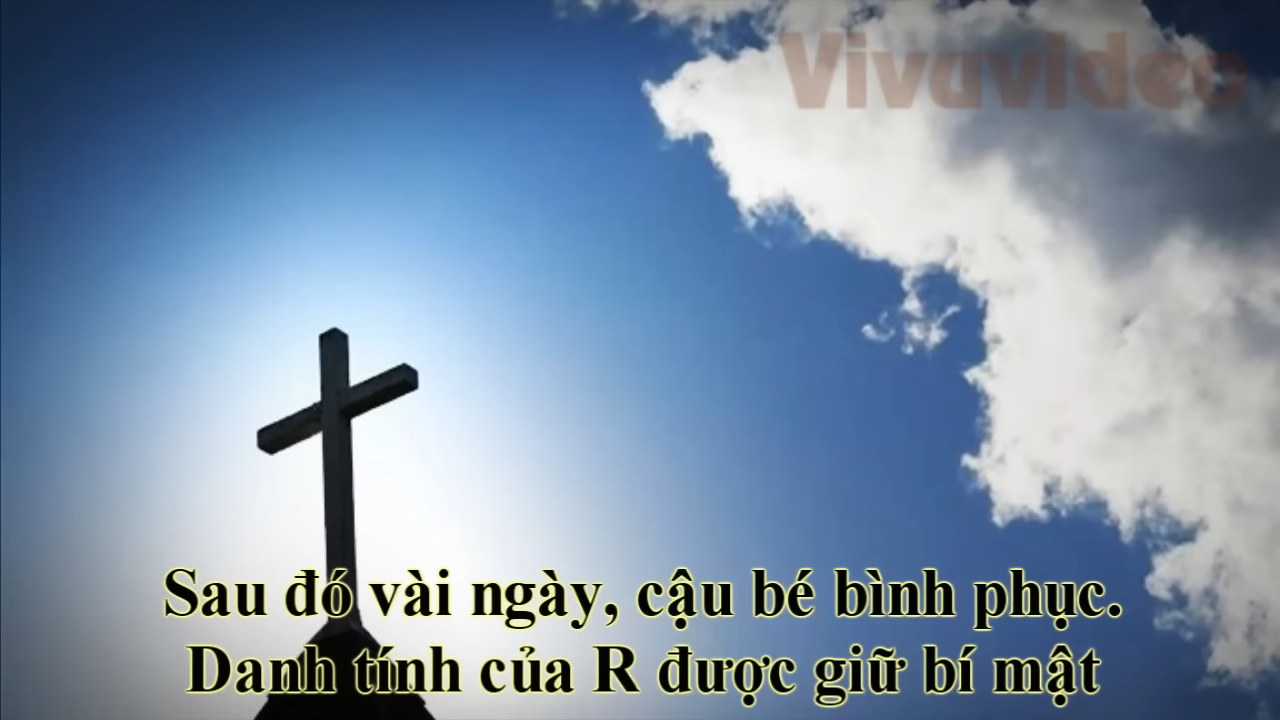 Vivavideo
Sau đó vài ngày, cậu bé bình phục.
Danh tính của R được giữ bí mật